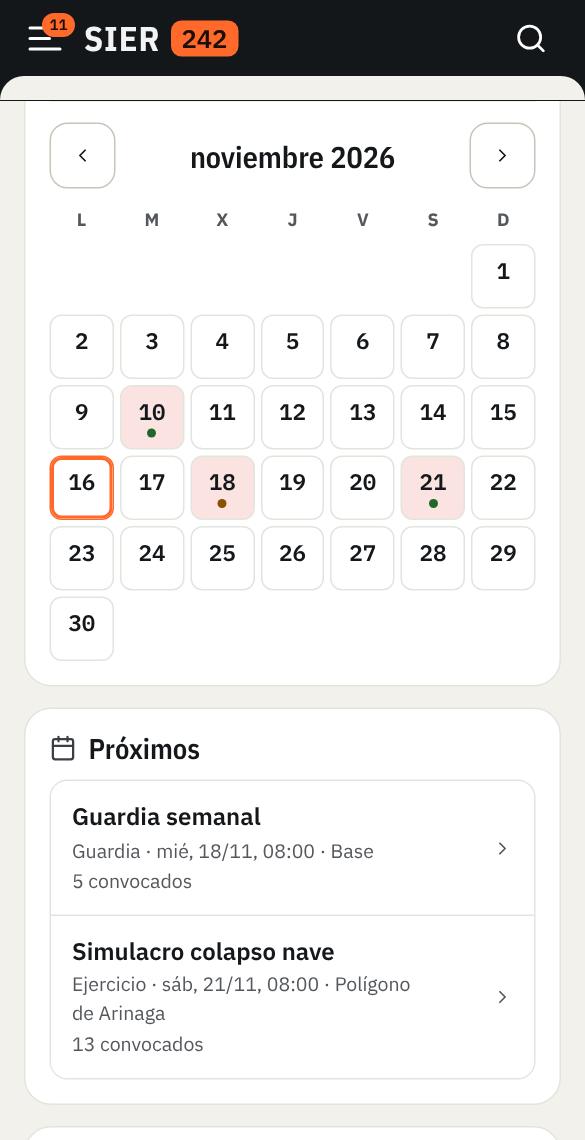 11
SIER 242
noviembre 2026
L M X J V S D
1
2 3 4 5 6 7 8
9 10 11 12 13 14 15
16 17 18 19 20 21 22
23 24 25 26 27 28 29
30
Próximos
Guardia semanal
Guardia · mié, 18/11, 08:00 · Base
5 convocados
Simulacro colapso nave
Ejercicio · sáb, 21/11, 08:00 · Polígono
de Arinaga
13 convocados